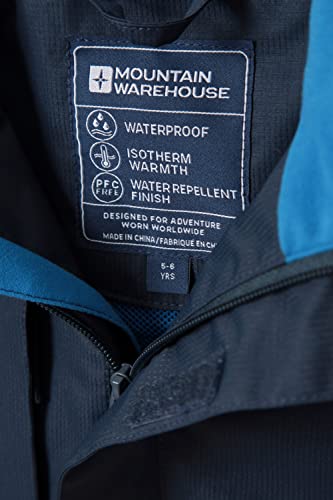 MOUNTAIN
WAREHOUSE
WATERPROOF
ISOTHERM
WARMTH
PFC
FREE
WATER REPELLENT
FINISH
DESIGNED FOR ADVENTURE
WORN WORLDWIDE
MADE IN CHINA/FABRIQUÉ EN CH
5-6
YRS